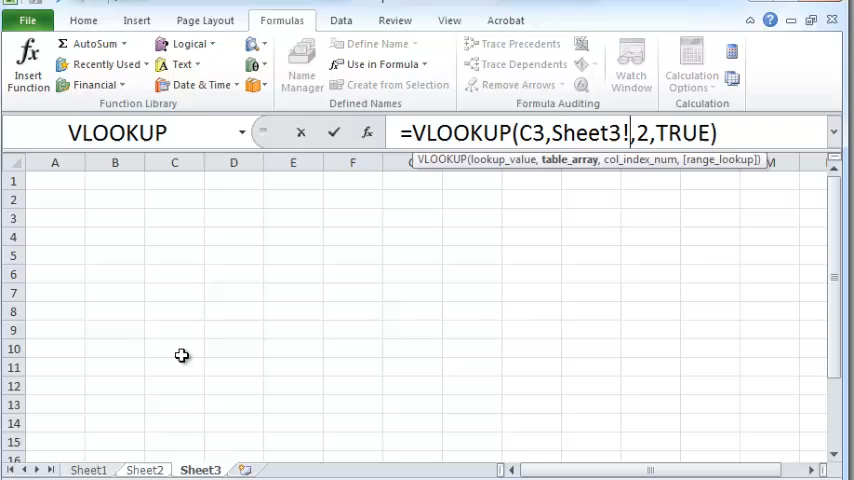 File Home Insert Page Layout Formulas Data Review View Acrobat
fx Insert Function
Σ AutoSum
Recently Used
Financial
Logical
Text
Date & Time
Function Library
Name Manager
Define Name
Use in Formula
Create from Selection
Defined Names
Trace Precedents
Trace Dependents
Remove Arrows
Formula Auditing
Watch Window
Calculation Options
Calculation
VLOOKUP fx =VLOOKUP(C3,Sheet3!,2,TRUE)
VLOOKUP(lookup_value, table_array, col_index_num, [range_lookup])
A B C D E F G M
1
2
3
4
5
6
7
8
9
10
11
12
13
14
15
16
Sheet1 Sheet2 Sheet3